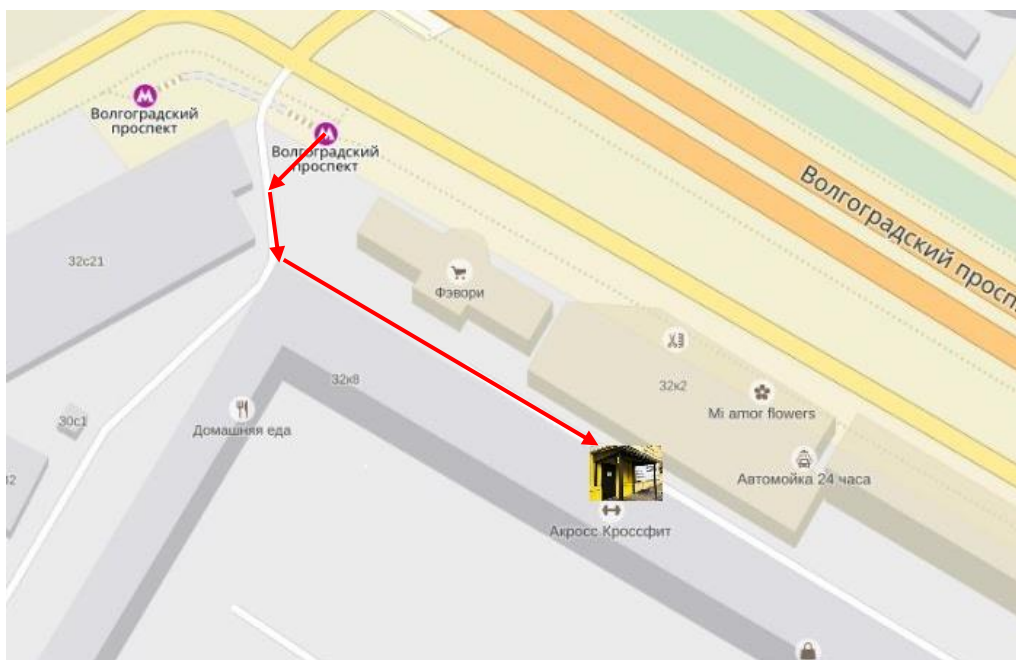 Волгоградский
проспект
Волгоградский
проспект
Волгоградский просп
32с21
Фэвори
32к8
32к2
Mi amor flowers
30с1
Домашняя еда
Автомойка 24 часа
Акросс Кроссфит